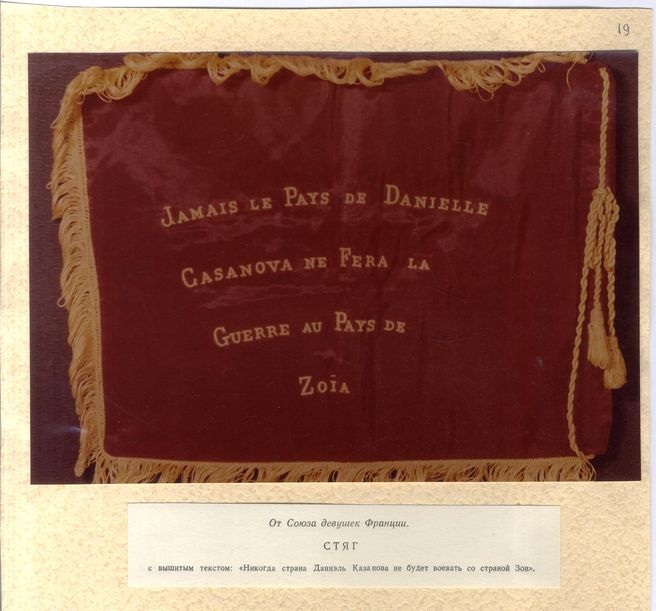 19
Jamais le Pays de Danielle
Casanova ne Fera la
Guerre au Pays de
Zoïa
От Союза девушек Франции.
СТЯГ
с вышитым текстом: «Никогда страна Даниэль Казанова не будет воевать со страной Зои».